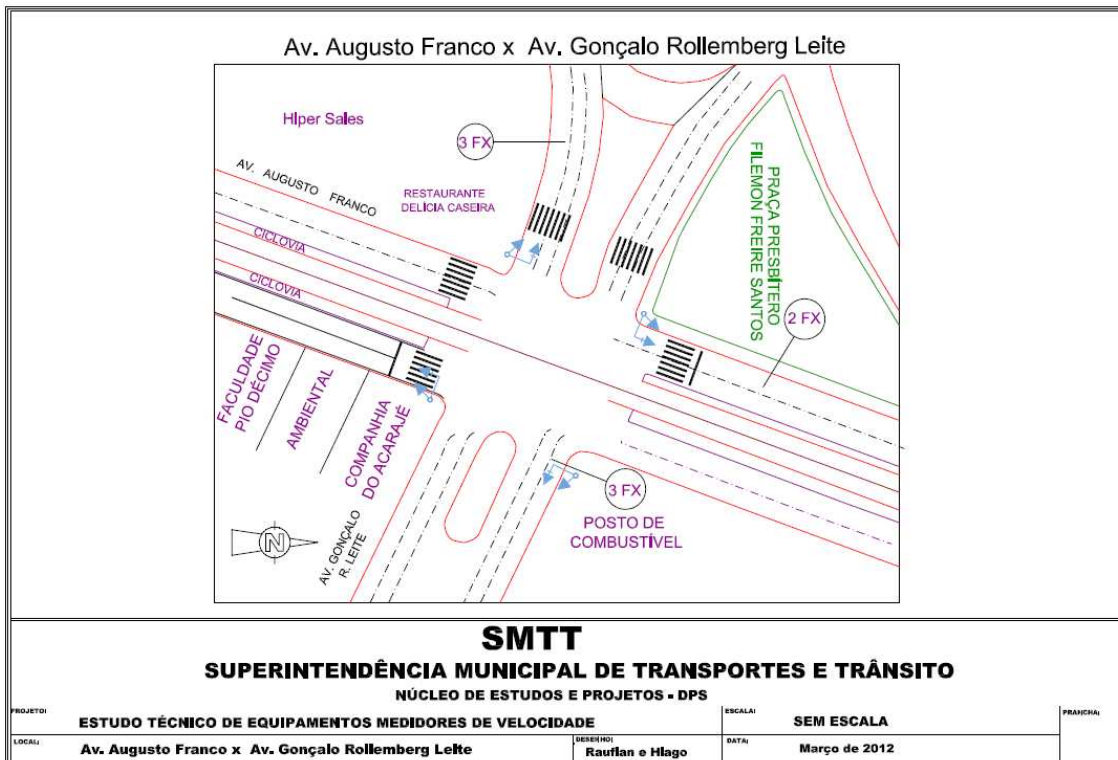 Av. Augusto Franco x Av. Gonçalo Rollemberg Leite
Hiper Sales
3 FX
AV. AUGUSTO FRANCO
RESTAURANTE
DELÍCIA CASEIRA
PRAÇA PRESBÍTERO
FILEMON FREIRE SANTOS
CICLOVIA
CICLOVIA
2 FX
FACULDADE
PIO DÉCIMO
AMBIENTAL
COMPANHIA
DO ACARAJÉ
3 FX
POSTO DE
COMBUSTÍVEL
AV. GONÇALO
R. LEITE
N
SMTT
SUPERINTENDÊNCIA MUNICIPAL DE TRANSPORTES E TRÂNSITO
NÚCLEO DE ESTUDOS E PROJETOS - DPS
PROJETO: ESTUDO TÉCNICO DE EQUIPAMENTOS MEDIDORES DE VELOCIDADE
ESCALA: SEM ESCALA
PRANCHA:
LOCAL: Av. Augusto Franco x Av. Gonçalo Rollemberg Leite
DESENHO: Rauflan e Hiago
DATA: Março de 2012